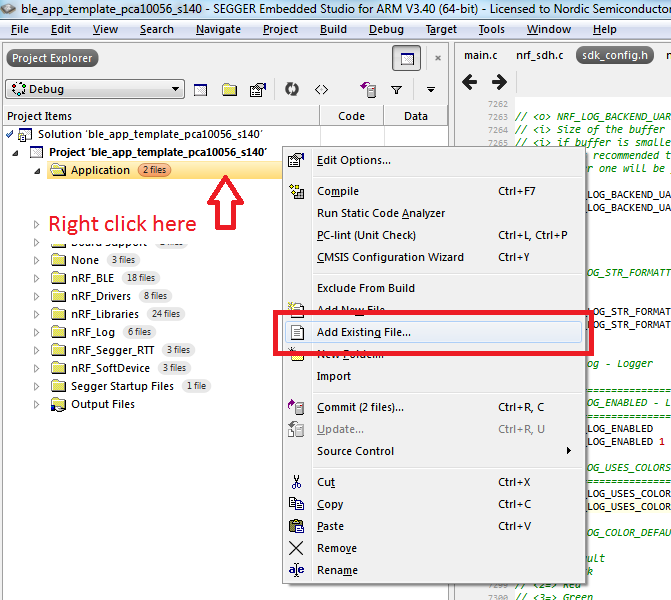 ble_app_template_pca10056_s140 - SEGGER Embedded Studio for ARM V3.40 (64-bit) - Licensed to Nordic Semiconductor
File Edit View Search Navigate Project Build Debug Target Tools Window Help
Project Explorer
main.c nrf_sdh.c sdk_config.h
Debug
Project Items Code Data
Solution 'ble_app_template_pca10056_s140'
Project 'ble_app_template_pca10056_s140'
Application 2 files
Right click here
Board Support
None 3 files
nRF_BLE 18 files
nRF_Drivers 8 files
nRF_Libraries 24 files
nRF_Log 6 files
nRF_Segger_RTT 3 files
nRF_SoftDevice 3 files
Segger Startup Files 1 file
Output Files
Edit Options...
Compile Ctrl+F7
Run Static Code Analyzer
PC-lint (Unit Check) Ctrl+L, Ctrl+P
CMSIS Configuration Wizard Ctrl+Y
Exclude From Build
Add New File...
Add Existing File...
New Folder...
Import
Commit (2 files)... Ctrl+R, C
Update... Ctrl+R, U
Source Control
Cut Ctrl+X
Copy Ctrl+C
Paste Ctrl+V
Remove
Rename
7262
7263 // <o> NRF_LOG_BACKEND_UAR
7264 // <i> Size of the buffer
7265 // <i> if buffer is smalle
recommended t
er one will be
LOG_BACKEND_UA
LOG_BACKEND_UA
OG_STR_FORMATT
LOG_STR_FORMAT
LOG_STR_FORMAT
og - Logger
OG_ENABLED - L
LOG_ENABLED
LOG_ENABLED 1
OG_USES_COLORS
LOG_USES_COLOR
LOG_USES_COLOR
OG_COLOR_DEFAU
ult
k
7299 // <2=> Red
7300 // <3=> Green